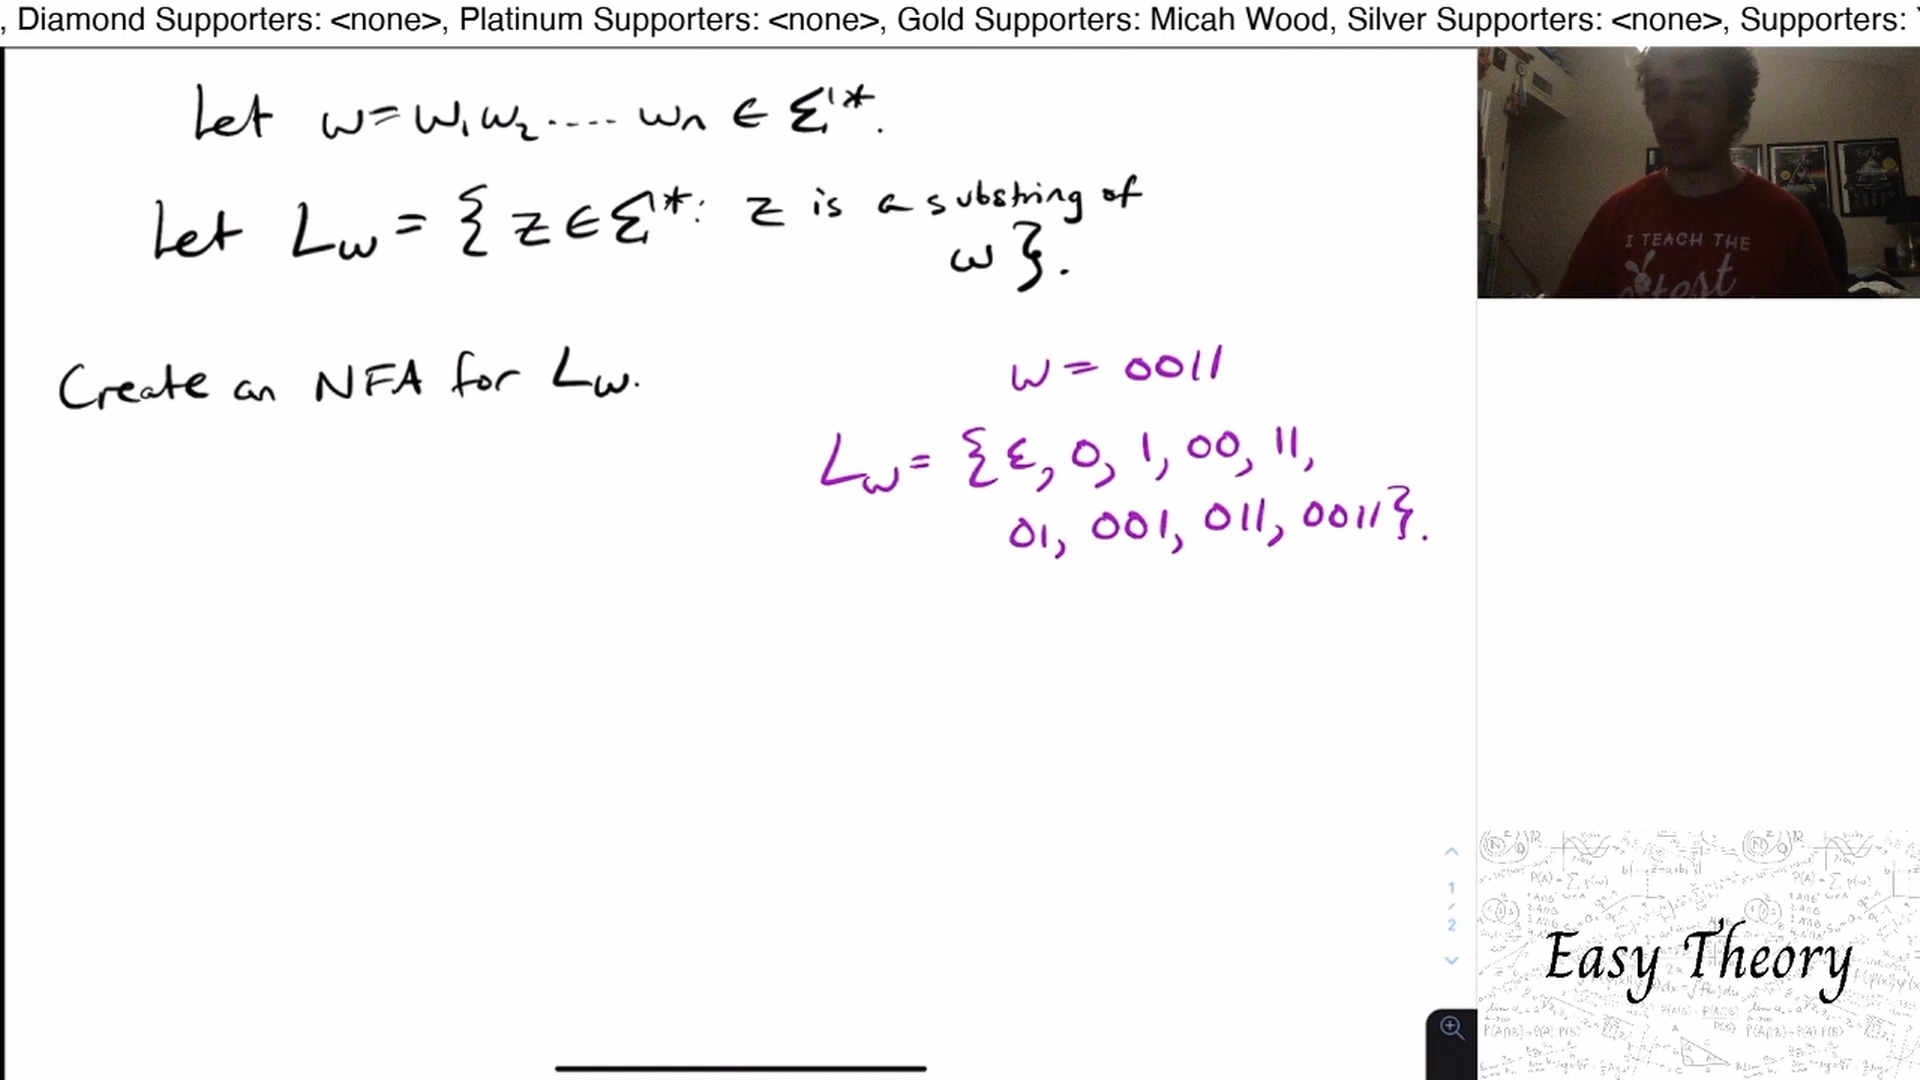 , Diamond Supporters: <none>, Platinum Supporters: <none>, Gold Supporters: Micah Wood, Silver Supporters: <none>, Supporters:
Let w = w₁w₂.... wₙ ∈ Σ*.
Let L_w = { z ∈ Σ*: z is a substring of
w }.
Create an NFA for L_w.
w = 0011
L_w = { ε, 0, 1, 00, 11,
01, 001, 011, 0011 }.
I TEACH THE
1
2
Easy Theory